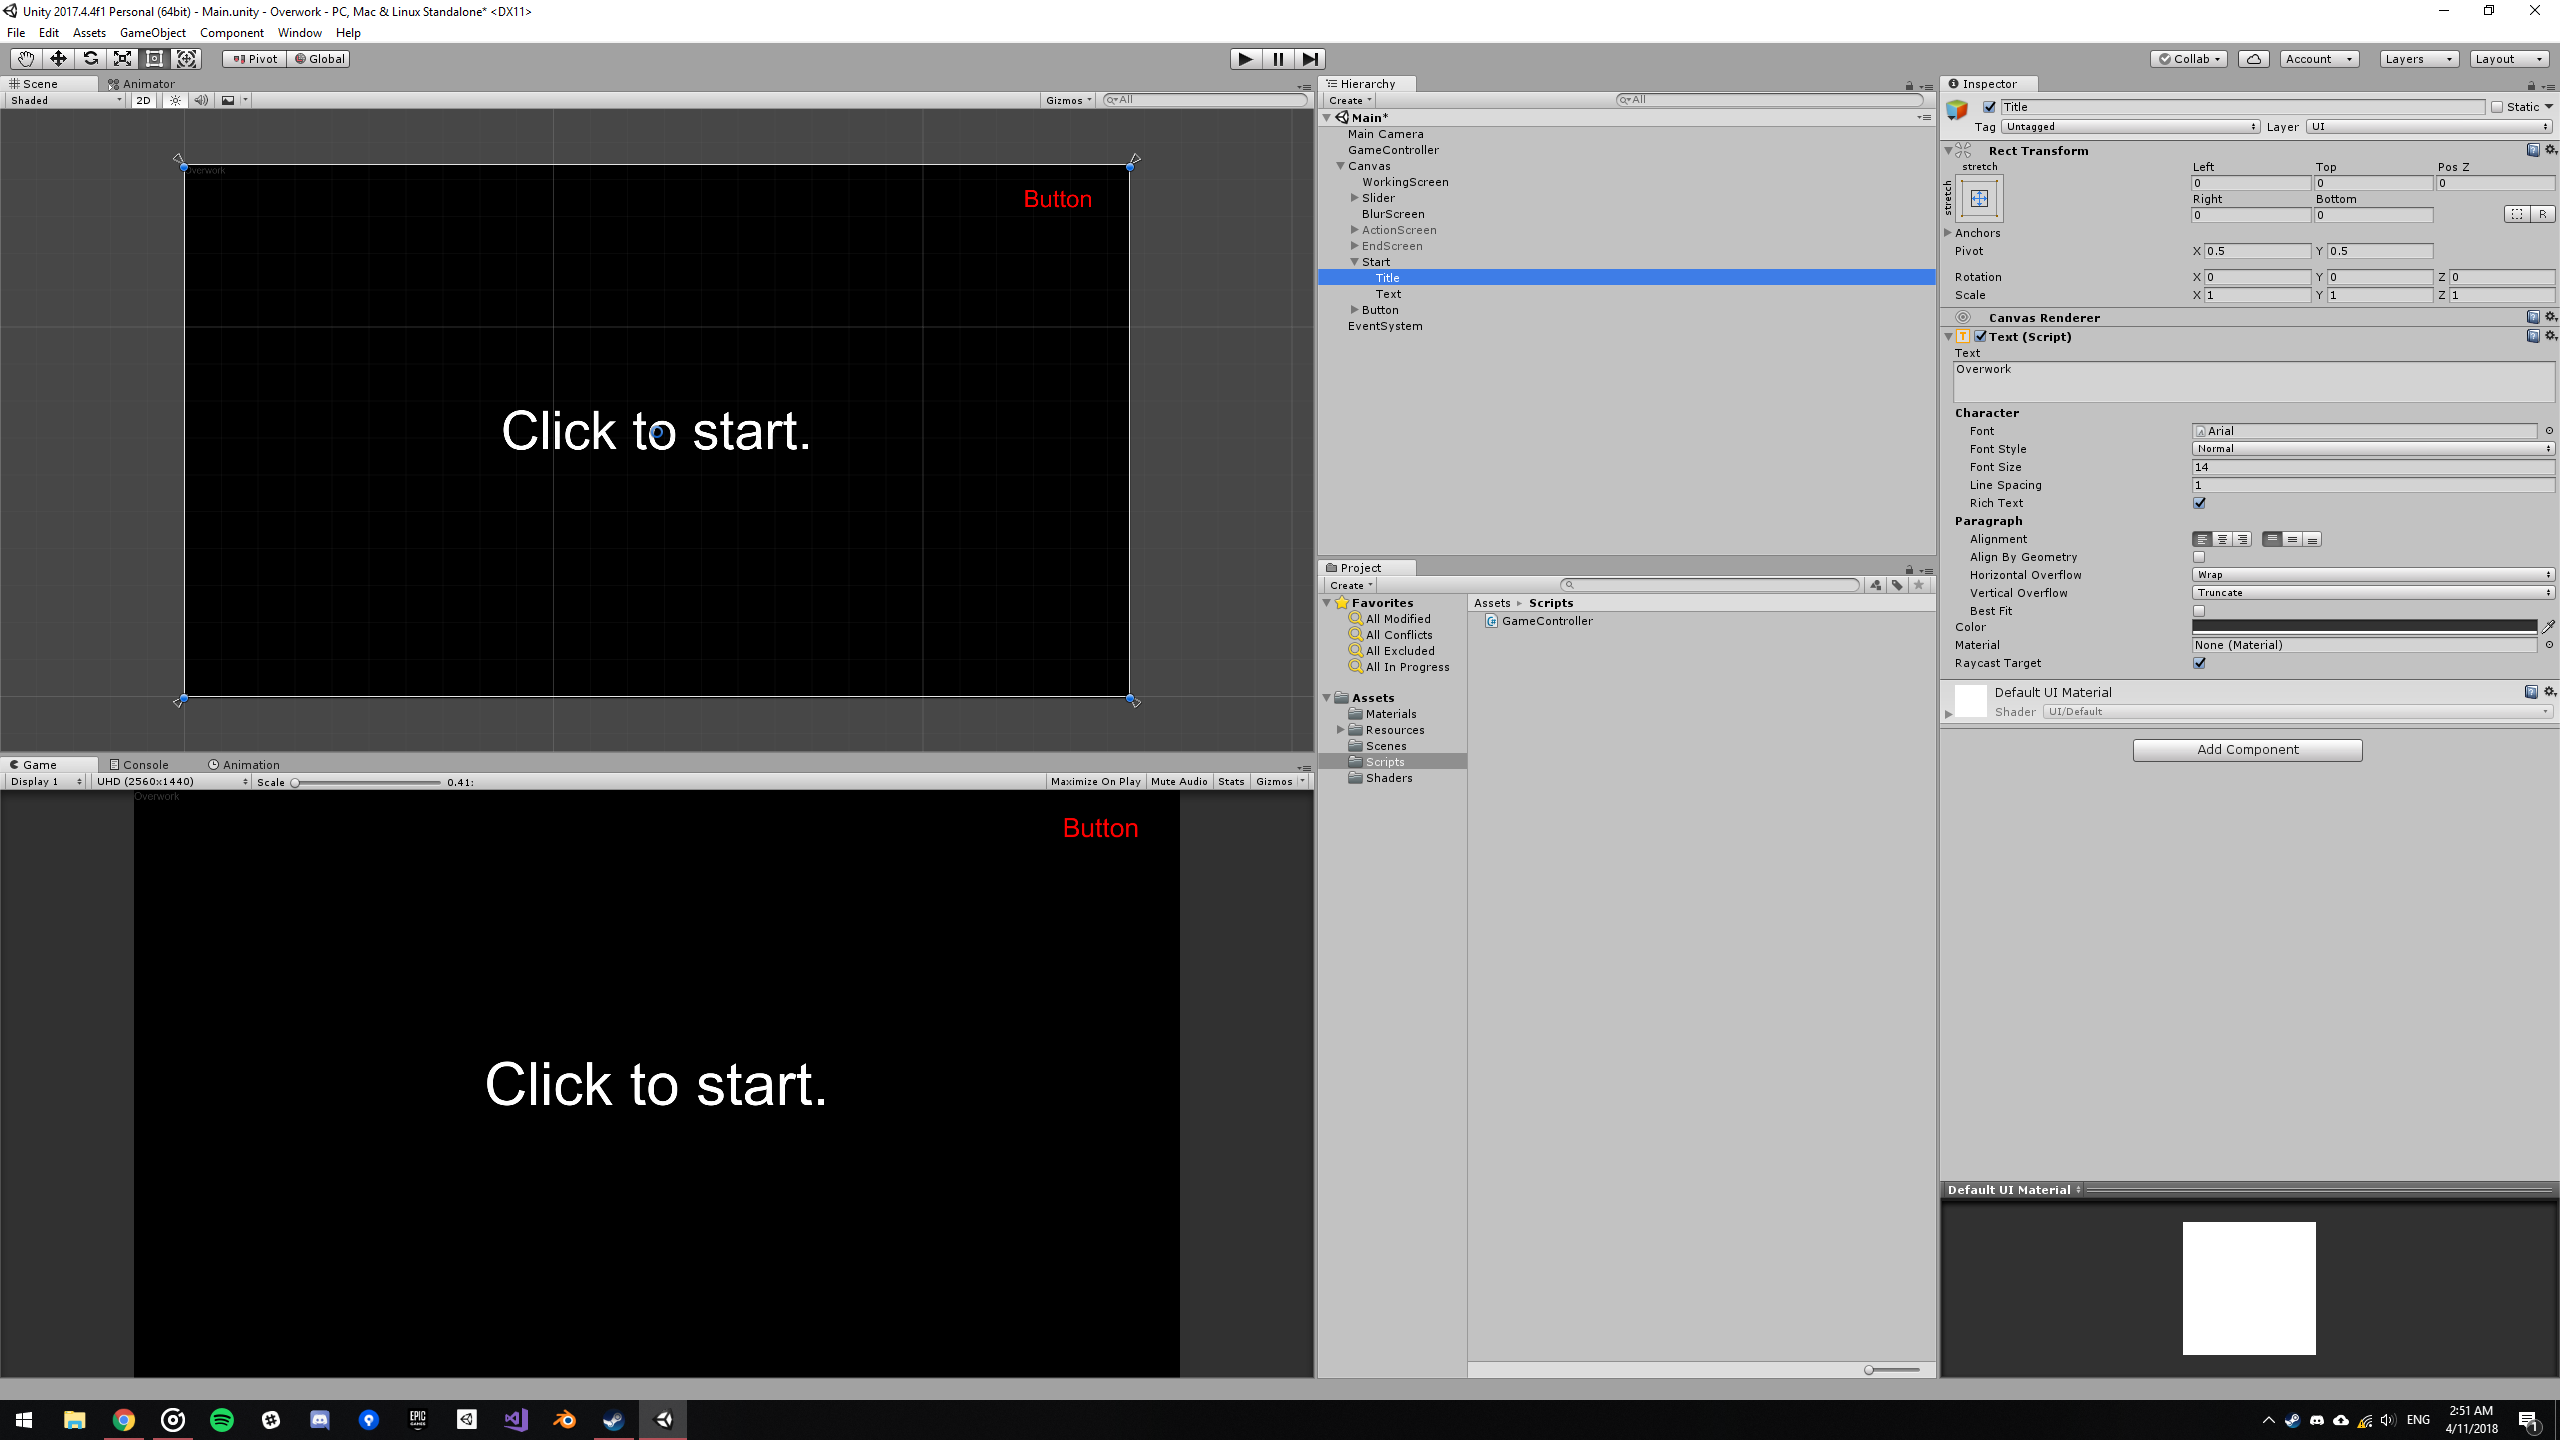 Unity 2017.4.4f1 Personal (64bit) - Main.unity - Overwork - PC, Mac & Linux Standalone* <DX11>
File Edit Assets GameObject Component Window Help
Pivot Global
Collab Account Layers Layout
Scene Animator
Shaded 2D Gizmos All
Overwork
Button
Click to start.
Game Console Animation
Display 1 UHD (2560x1440) Scale 0.41: Maximize On Play Mute Audio Stats Gizmos
Overwork
Button
Click to start.
Hierarchy
Create All
Main*
Main Camera
GameController
Canvas
WorkingScreen
Slider
BlurScreen
ActionScreen
EndScreen
Start
Title
Text
Button
EventSystem
Project
Create
Favorites
All Modified
All Conflicts
All Excluded
All In Progress
Assets
Materials
Resources
Scenes
Scripts
Shaders
Assets Scripts
GameController
Inspector
Title Static
Tag Untagged Layer UI
Rect Transform
stretch Left Top Pos Z
stretch 0 0 0
Right Bottom
0 0 R
Anchors
Pivot X 0.5 Y 0.5
Rotation X 0 Y 0 Z 0
Scale X 1 Y 1 Z 1
Canvas Renderer
Text (Script)
Text
Overwork
Character
Font Arial
Font Style Normal
Font Size 14
Line Spacing 1
Rich Text
Paragraph
Alignment
Align By Geometry
Horizontal Overflow Wrap
Vertical Overflow Truncate
Best Fit
Color
Material None (Material)
Raycast Target
Default UI Material
Shader UI/Default
Add Component
Default UI Material
EPIC GAMES
ENG
2:51 AM
4/11/2018
1